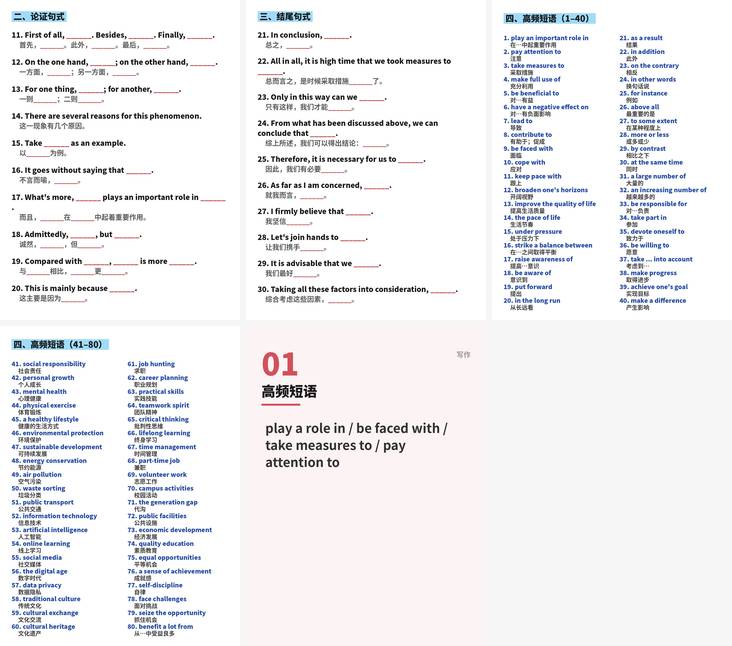 二、论证句式
11. First of all, ______. Besides, ______. Finally, ______.
首先，______。此外，______。最后，______。
12. On the one hand, ______; on the other hand, ______.
一方面，______；另一方面，______。
13. For one thing, ______; for another, ______.
一则______；二则______。
14. There are several reasons for this phenomenon.
这一现象有几个原因。
15. Take ______ as an example.
以______为例。
16. It goes without saying that ______.
不言而喻，______。
17. What's more, ______ plays an important role in ______
.
而且，______在______中起着重要作用。
18. Admittedly, ______, but ______.
诚然，______，但______。
19. Compared with ______, ______ is more ______.
与______相比，______更______。
20. This is mainly because ______.
这主要是因为______。
三、结尾句式
21. In conclusion, ______.
总之，______。
22. All in all, it is high time that we took measures to
______.
总而言之，是时候采取措施______了。
23. Only in this way can we ______.
只有这样，我们才能______。
24. From what has been discussed above, we can
conclude that ______.
综上所述，我们可以得出结论：______。
25. Therefore, it is necessary for us to ______.
因此，我们有必要______。
26. As far as I am concerned, ______.
就我而言，______。
27. I firmly believe that ______.
我坚信______。
28. Let's join hands to ______.
让我们携手______。
29. It is advisable that we ______.
我们最好______。
30. Taking all these factors into consideration, ______.
综合考虑这些因素，______。
四、高频短语（1–40）
1. play an important role in
在…中起重要作用
2. pay attention to
注意
3. take measures to
采取措施
4. make full use of
充分利用
5. be beneficial to
对…有益
6. have a negative effect on
对…有负面影响
7. lead to
导致
8. contribute to
有助于；促成
9. be faced with
面临
10. cope with
应对
11. keep pace with
跟上
12. broaden one's horizons
开阔视野
13. improve the quality of life
提高生活质量
14. the pace of life
生活节奏
15. under pressure
处于压力下
16. strike a balance between
在…之间取得平衡
17. raise awareness of
提高…意识
18. be aware of
意识到
19. put forward
提出
20. in the long run
从长远看
21. as a result
结果
22. in addition
此外
23. on the contrary
相反
24. in other words
换句话说
25. for instance
例如
26. above all
最重要的是
27. to some extent
在某种程度上
28. more or less
或多或少
29. by contrast
相比之下
30. at the same time
同时
31. a large number of
大量的
32. an increasing number of
越来越多的
33. be responsible for
对…负责
34. take part in
参加
35. devote oneself to
致力于
36. be willing to
愿意
37. take ... into account
考虑到…
38. make progress
取得进步
39. achieve one's goal
实现目标
40. make a difference
产生影响
四、高频短语（41–80）
41. social responsibility
社会责任
42. personal growth
个人成长
43. mental health
心理健康
44. physical exercise
体育锻炼
45. a healthy lifestyle
健康的生活方式
46. environmental protection
环境保护
47. sustainable development
可持续发展
48. energy conservation
节约能源
49. air pollution
空气污染
50. waste sorting
垃圾分类
51. public transport
公共交通
52. information technology
信息技术
53. artificial intelligence
人工智能
54. online learning
线上学习
55. social media
社交媒体
56. the digital age
数字时代
57. data privacy
数据隐私
58. traditional culture
传统文化
59. cultural exchange
文化交流
60. cultural heritage
文化遗产
61. job hunting
求职
62. career planning
职业规划
63. practical skills
实践技能
64. teamwork spirit
团队精神
65. critical thinking
批判性思维
66. lifelong learning
终身学习
67. time management
时间管理
68. part-time job
兼职
69. volunteer work
志愿工作
70. campus activities
校园活动
71. the generation gap
代沟
72. public facilities
公共设施
73. economic development
经济发展
74. quality education
素质教育
75. equal opportunities
平等机会
76. a sense of achievement
成就感
77. self-discipline
自律
78. face challenges
面对挑战
79. seize the opportunity
抓住机会
80. benefit a lot from
从…中受益良多
01
写作
高频短语
play a role in / be faced with /
take measures to / pay
attention to